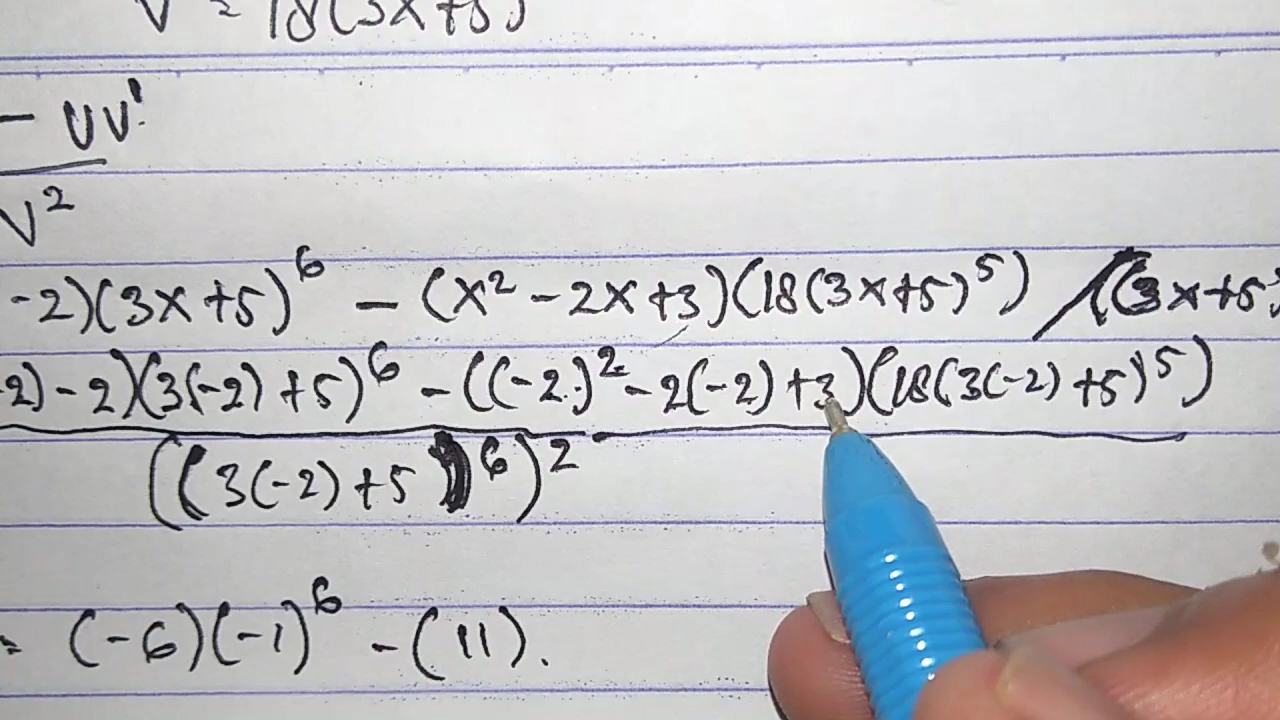 V = 18(3x+5)
- UV'
V²
-2)(3x+5)⁶ - (x² - 2x+3)(18(3x+5)⁵) /((3x+5)
2)-2)(3(-2)+5)⁶ - ((-2.)² - 2(-2)+3)(18(3(-2)+5)⁵)
((3(-2)+5)⁶)²
= (-6)(-1)⁶ - (11).